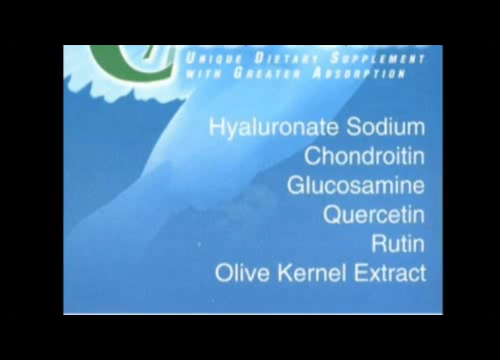 UNIQUE DIETARY SUPPLEMENT
WITH GREATER ABSORPTION
Hyaluronate Sodium
Chondroitin
Glucosamine
Quercetin
Rutin
Olive Kernel Extract